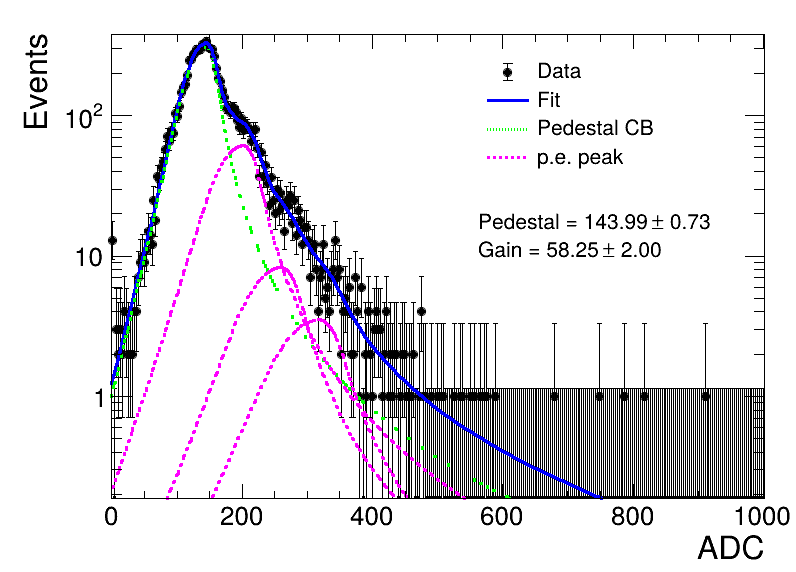 Events
10²
10
1
Data
Fit
Pedestal CB
p.e. peak
Pedestal = 143.99 ± 0.73
Gain = 58.25 ± 2.00
0 200 400 600 800 1000
ADC